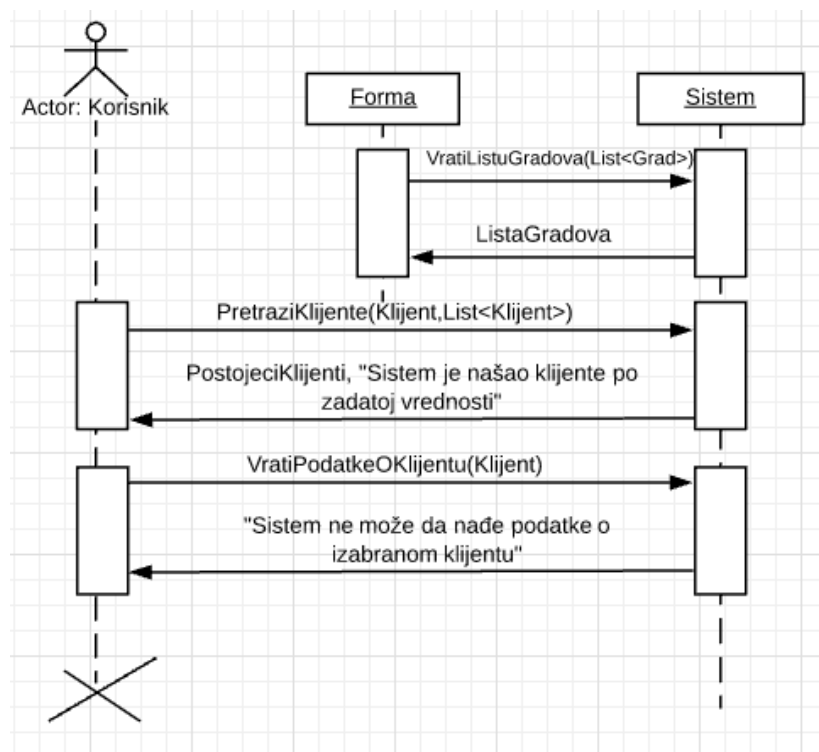 Actor: Korisnik
Forma
Sistem
VratiListuGradova(List<Grad>)
ListaGradova
PretraziKlijente(Klijent,List<Klijent>)
PostojeciKlijenti, "Sistem je našao klijente po
zadatoj vrednosti"
VratiPodatkeOKlijentu(Klijent)
"Sistem ne može da nađe podatke o
izabranom klijentu"